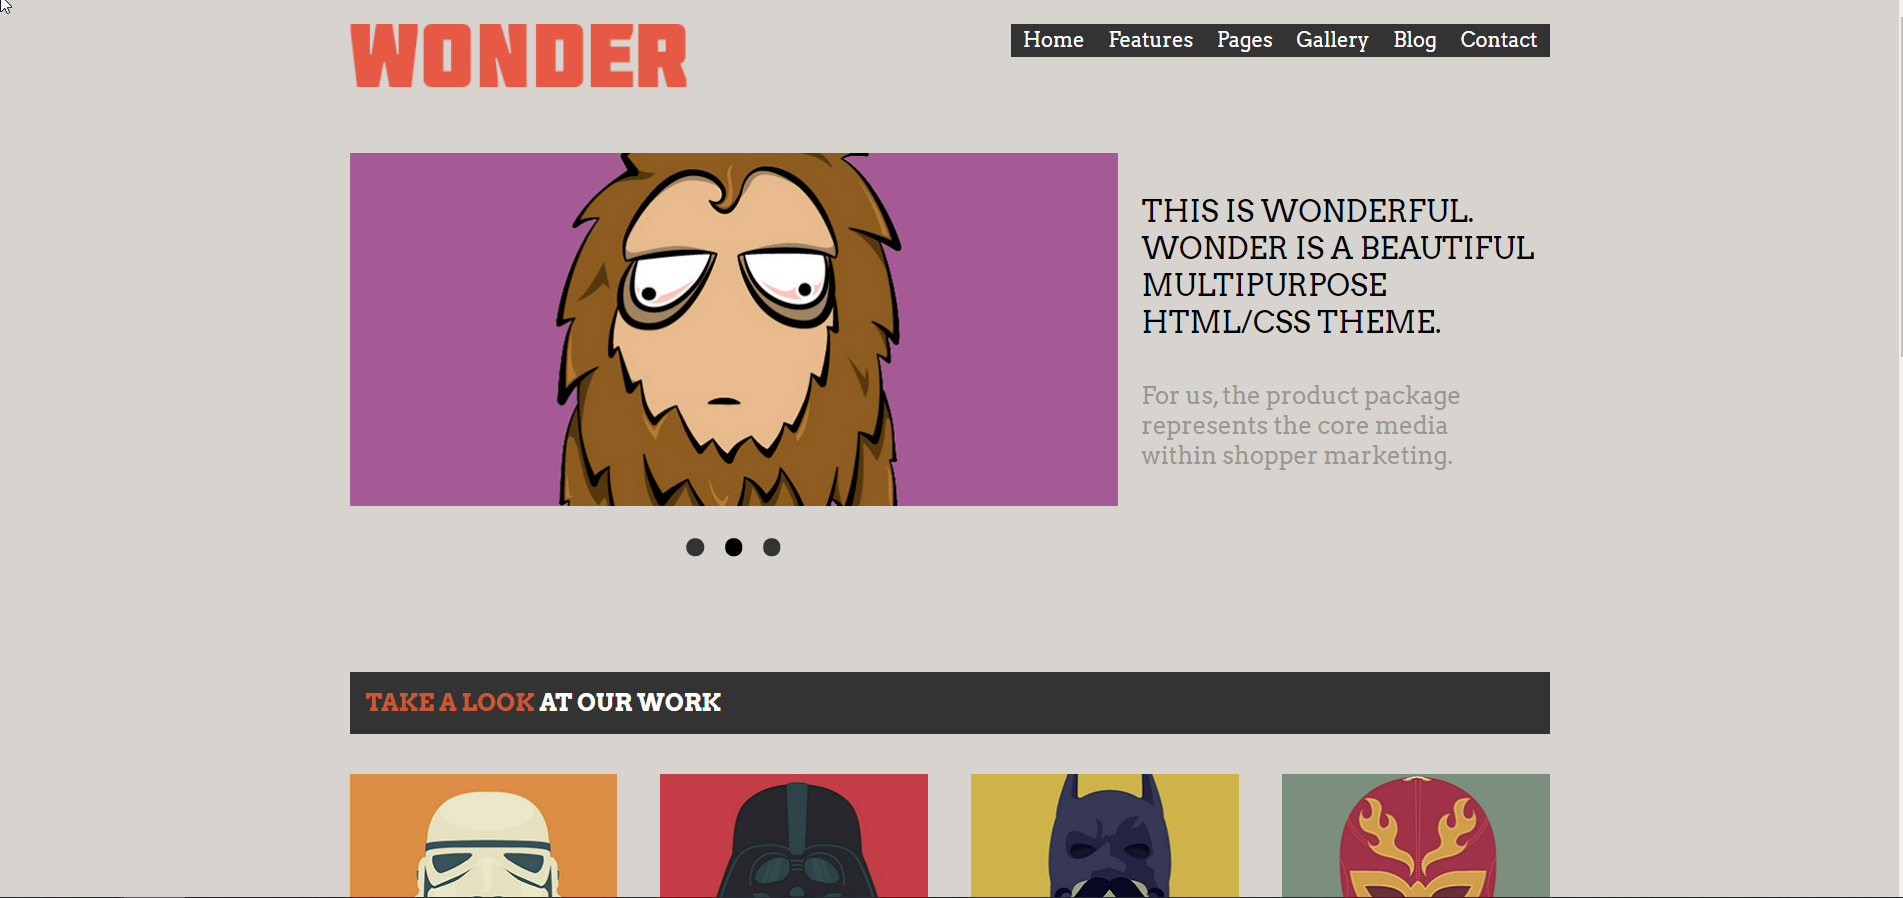 WONDER
Home Features Pages Gallery Blog Contact
THIS IS WONDERFUL.
WONDER IS A BEAUTIFUL
MULTIPURPOSE
HTML/CSS THEME.
For us, the product package
represents the core media
within shopper marketing.
TAKE A LOOK AT OUR WORK